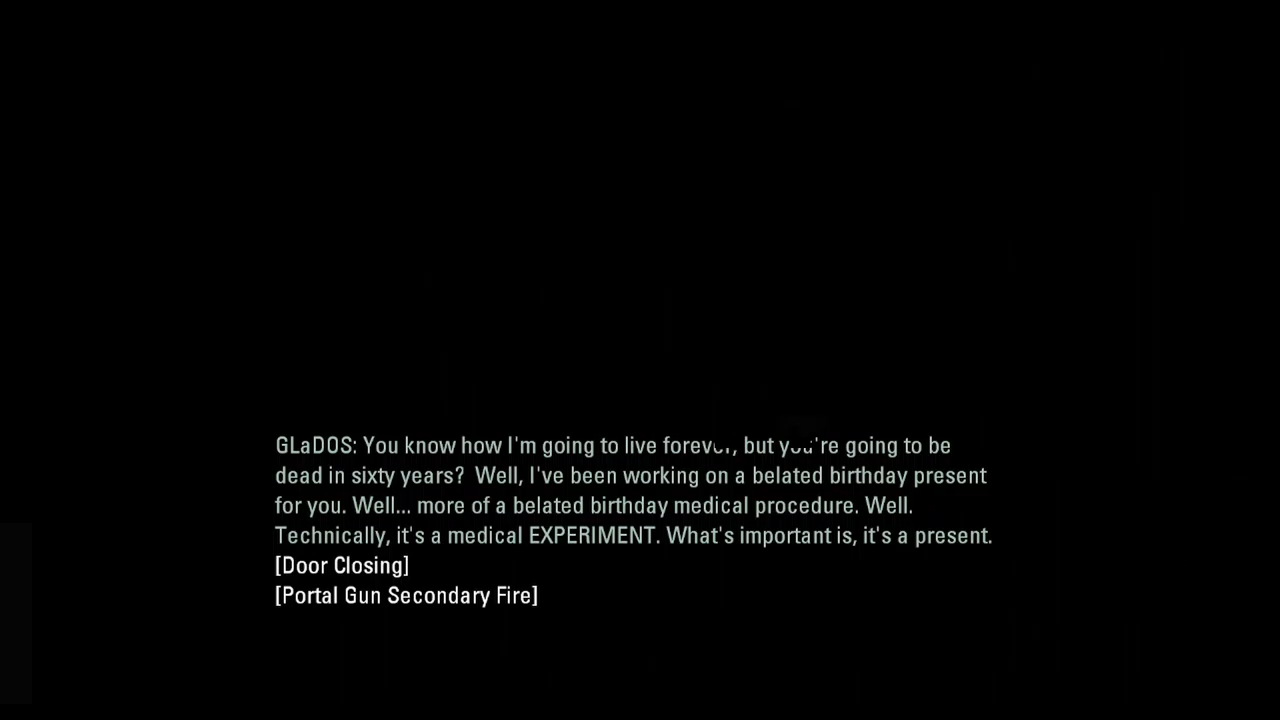 GLaDOS: You know how I'm going to live forever, but you're going to be
dead in sixty years?  Well, I've been working on a belated birthday present
for you. Well... more of a belated birthday medical procedure. Well.
Technically, it's a medical EXPERIMENT. What's important is, it's a present.
[Door Closing]
[Portal Gun Secondary Fire]